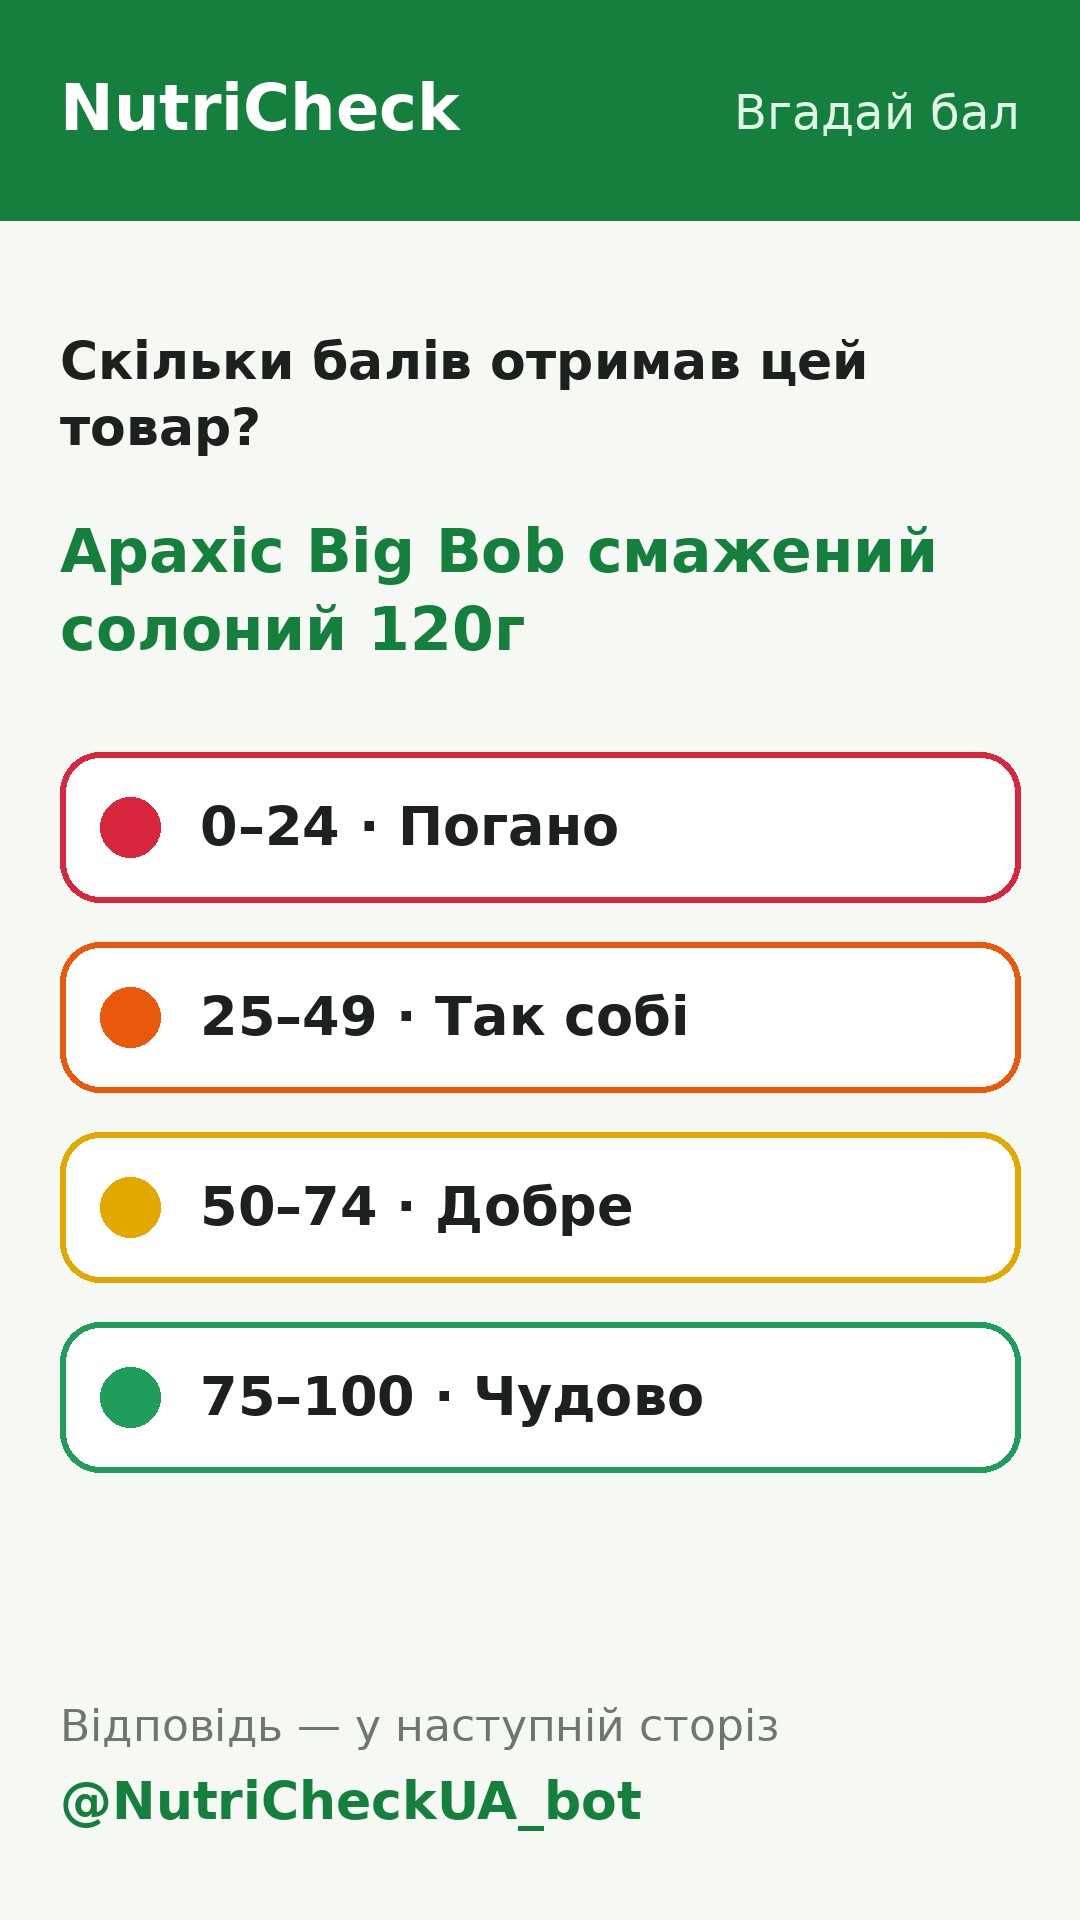 NutriCheck
Вгадай бал
Скільки балів отримав цей
товар?
Арахіс Big Bob смажений
солоний 120г
0–24 · Погано
25–49 · Так собі
50–74 · Добре
75–100 · Чудово
Відповідь — у наступній сторіз
@NutriCheckUA_bot